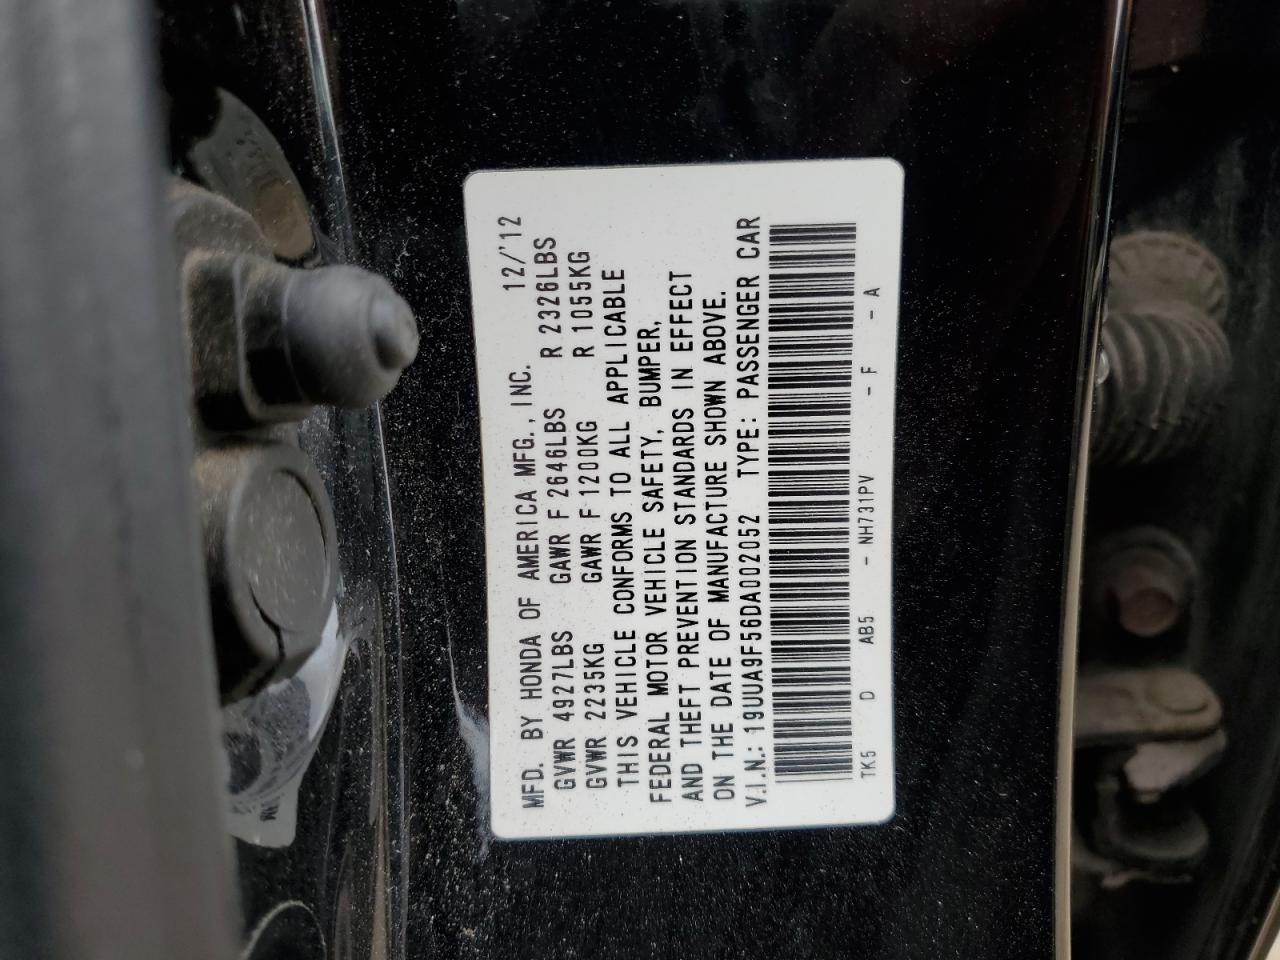 MFD. BY HONDA OF AMERICA MFG., INC. 12/'12
GVWR 4927LBS GAWR F 2646LBS R 2326LBS
GVWR 2235KG GAWR F 1200KG R 1055KG
THIS VEHICLE CONFORMS TO ALL APPLICABLE
FEDERAL MOTOR VEHICLE SAFETY, BUMPER,
AND THEFT PREVENTION STANDARDS IN EFFECT
ON THE DATE OF MANUFACTURE SHOWN ABOVE.
V.I.N.: 19UUA9F56DA002052 TYPE: PASSENGER CAR
TK5 D AB5 - NH731PV - F - A